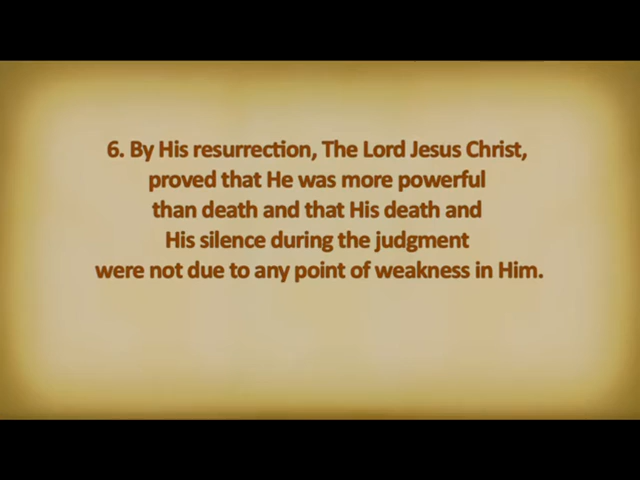 6. By His resurrection, The Lord Jesus Christ,
proved that He was more powerful
than death and that His death and
His silence during the judgment
were not due to any point of weakness in Him.